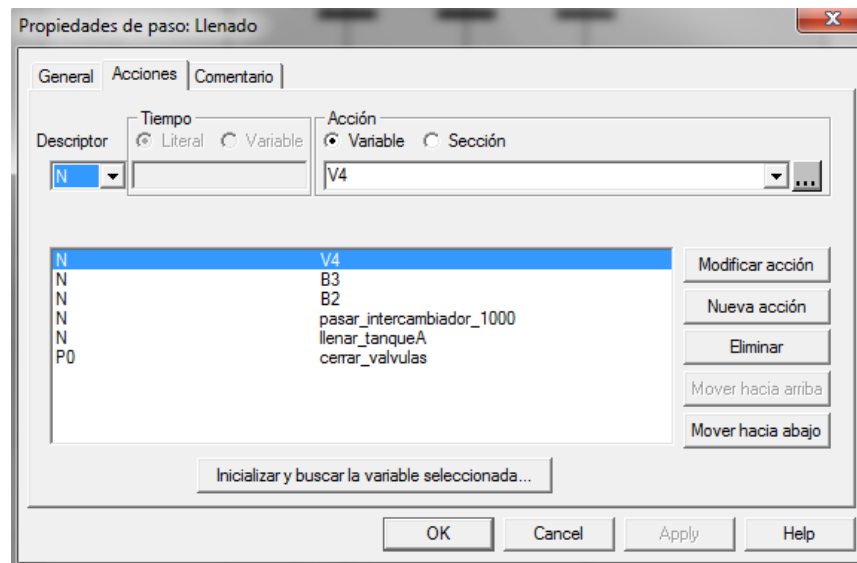 Propiedades de paso: Llenado
General Acciones Comentario
Tiempo Acción
Descriptor Literal Variable Variable Sección
N V4 ...
N V4
N B3
N B2
N pasar_intercambiador_1000
N llenar_tanqueA
P0 cerrar_valvulas
Modificar acción
Nueva acción
Eliminar
Mover hacia arriba
Mover hacia abajo
Inicializar y buscar la variable seleccionada...
OK Cancel Apply Help